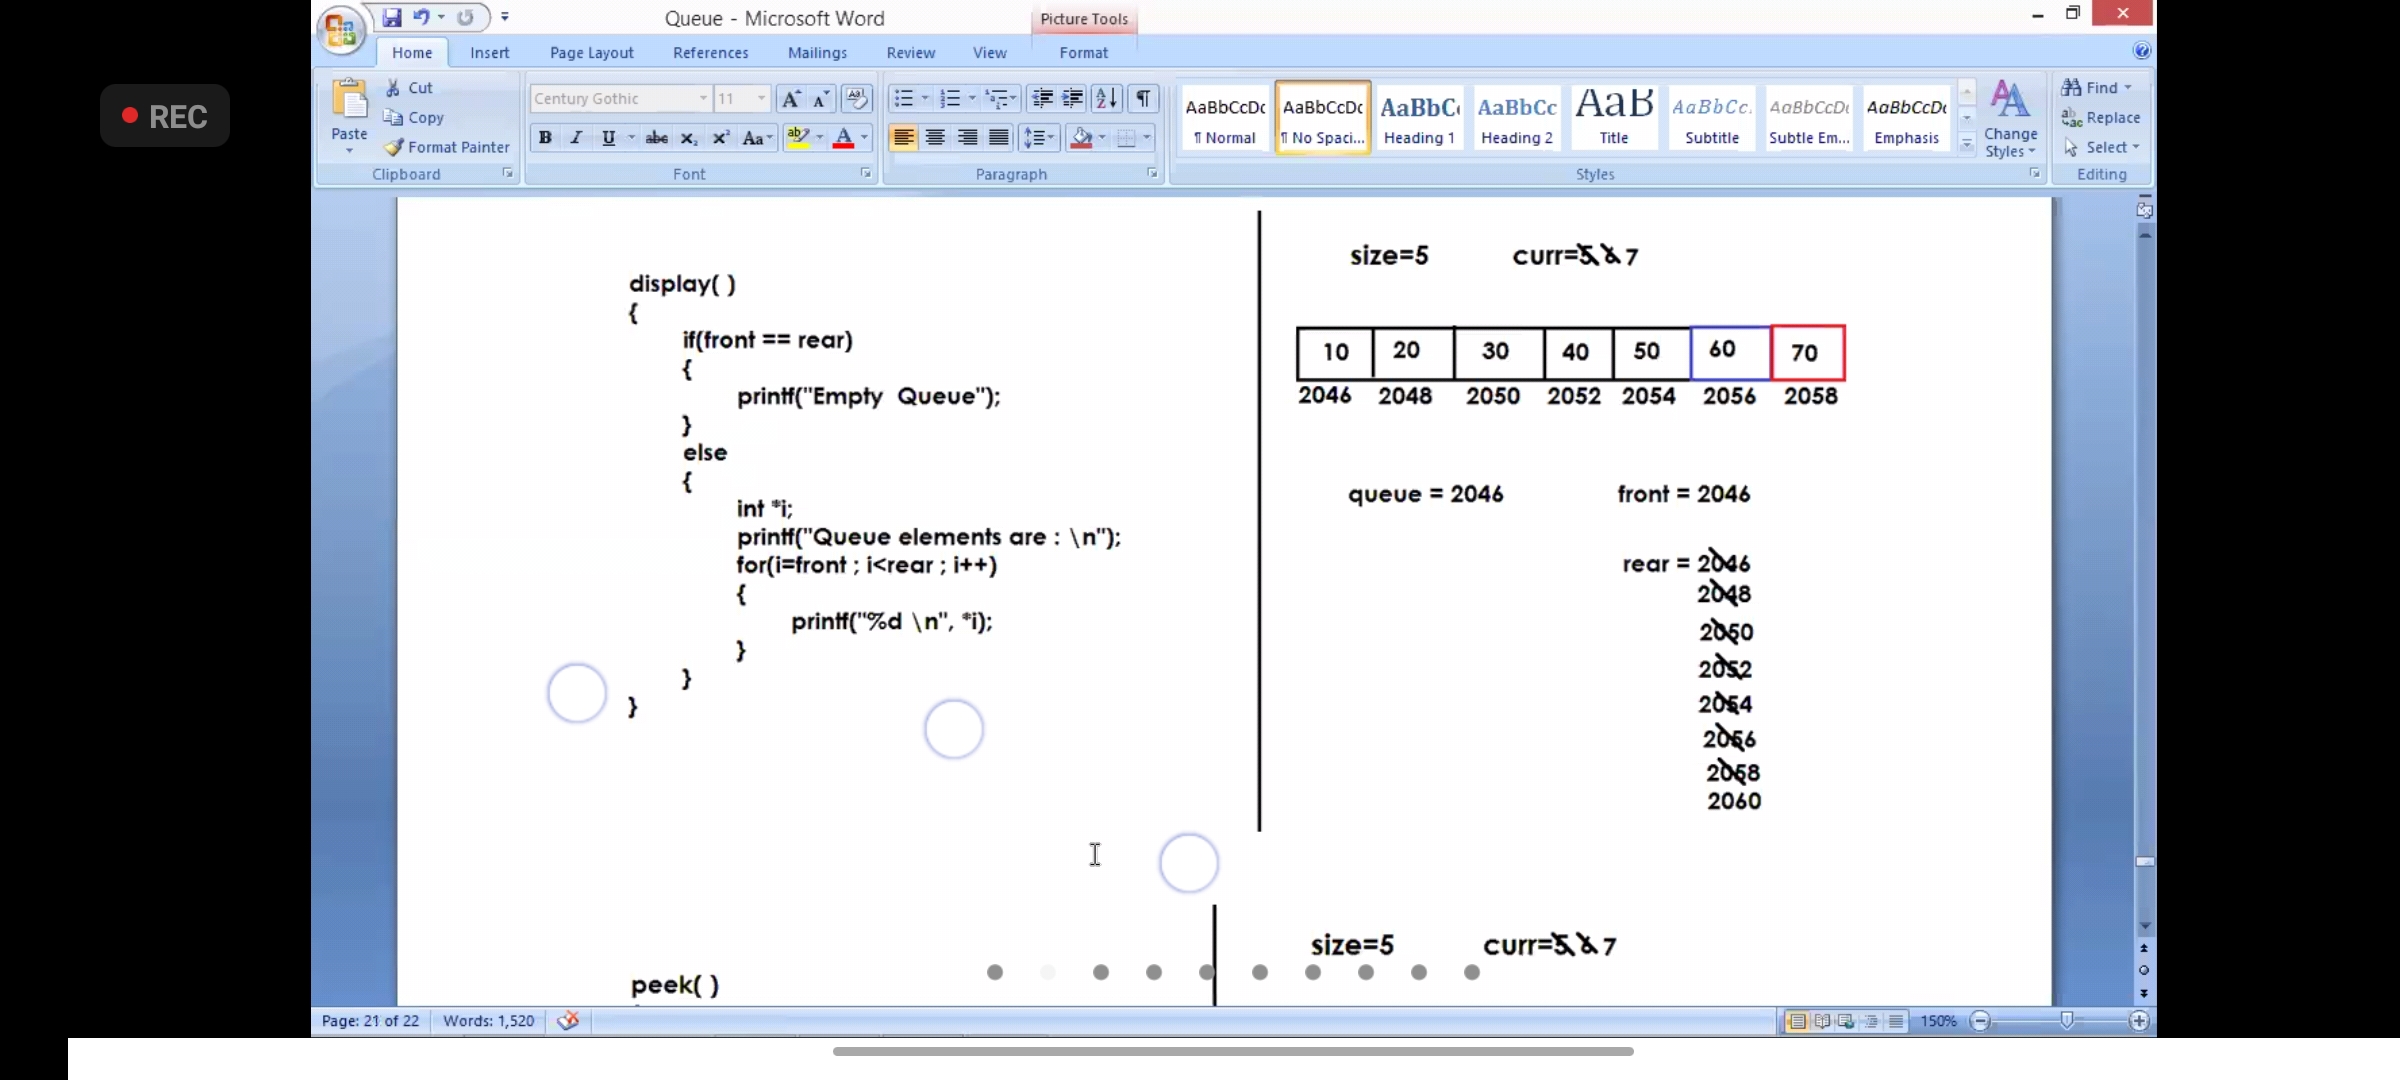 Queue - Microsoft Word
Picture Tools
Home Insert Page Layout References Mailings Review View Format
REC
Paste
Cut
Copy
Format Painter
Clipboard
Century Gothic 11
Font
Paragraph
AaBbCcDc AaBbCcDc AaBbC AaBbCc AaB AaBbCc. AaBbCcDc AaBbCcDc
¶ Normal ¶ No Spaci... Heading 1 Heading 2 Title Subtitle Subtle Em... Emphasis
Change
Styles
Styles
Find
Replace
Select
Editing
display( )
{
if(front == rear)
{
printf("Empty Queue");
}
else
{
int *i;
printf("Queue elements are : \n");
for(i=front ; i<rear ; i++)
{
printf("%d \n", *i);
}
}
}
size=5 curr=5 6 7
10 20 30 40 50 60 70
2046 2048 2050 2052 2054 2056 2058
queue = 2046 front = 2046
rear = 2046
2048
2050
2052
2054
2056
2058
2060
peek( )
size=5 curr=5 6 7
Page: 21 of 22 Words: 1,520
150%